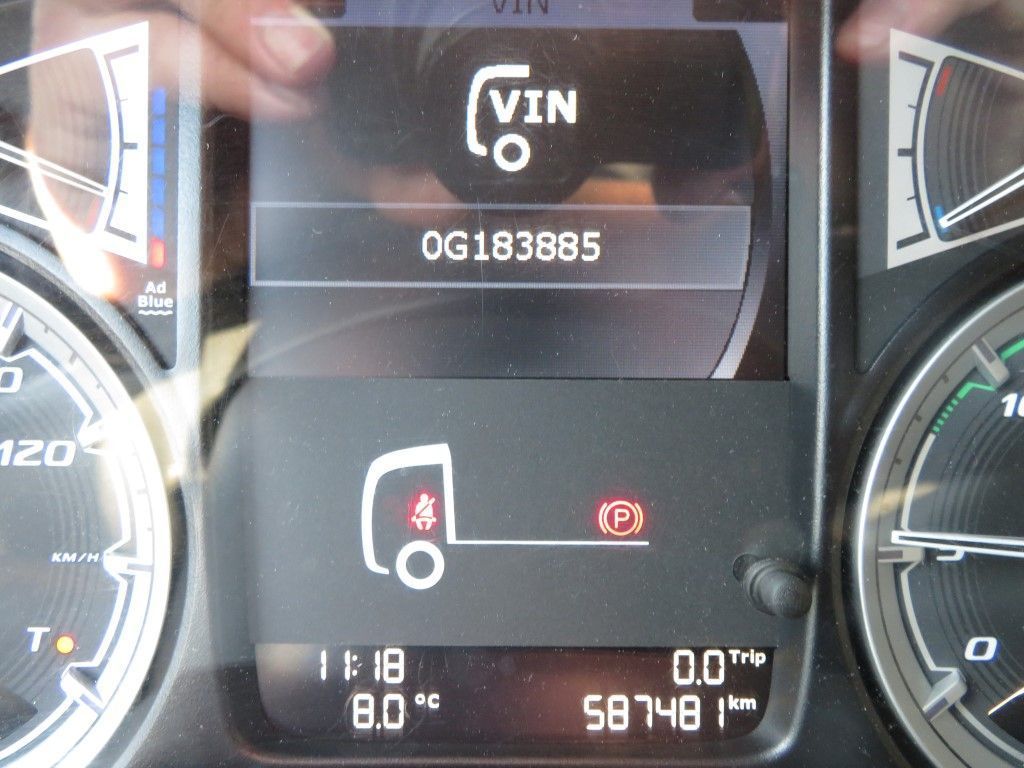 VIN
VIN
0G183885
Ad
Blue
120
KM/H
T
P
0
11:18
0.0 Trip
8.0 °C
587481 km